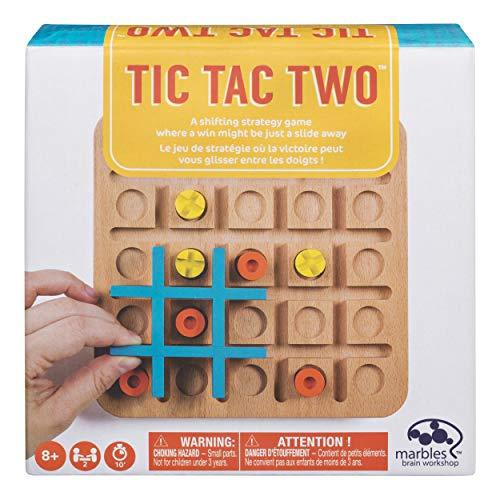 TIC TAC TWO
TIC TAC TWO™
A shifting strategy game
where a win might be just a slide away
Le jeu de stratégie où la victoire peut
vous glisser entre les doigts !
8+
2
10'
WARNING:
CHOKING HAZARD – Small parts.
Not for children under 3 years.
ATTENTION !
DANGER D'ÉTOUFFEMENT – Contient de petits éléments.
Ne convient pas aux enfants de moins de 3 ans.
marbles™
brain workshop